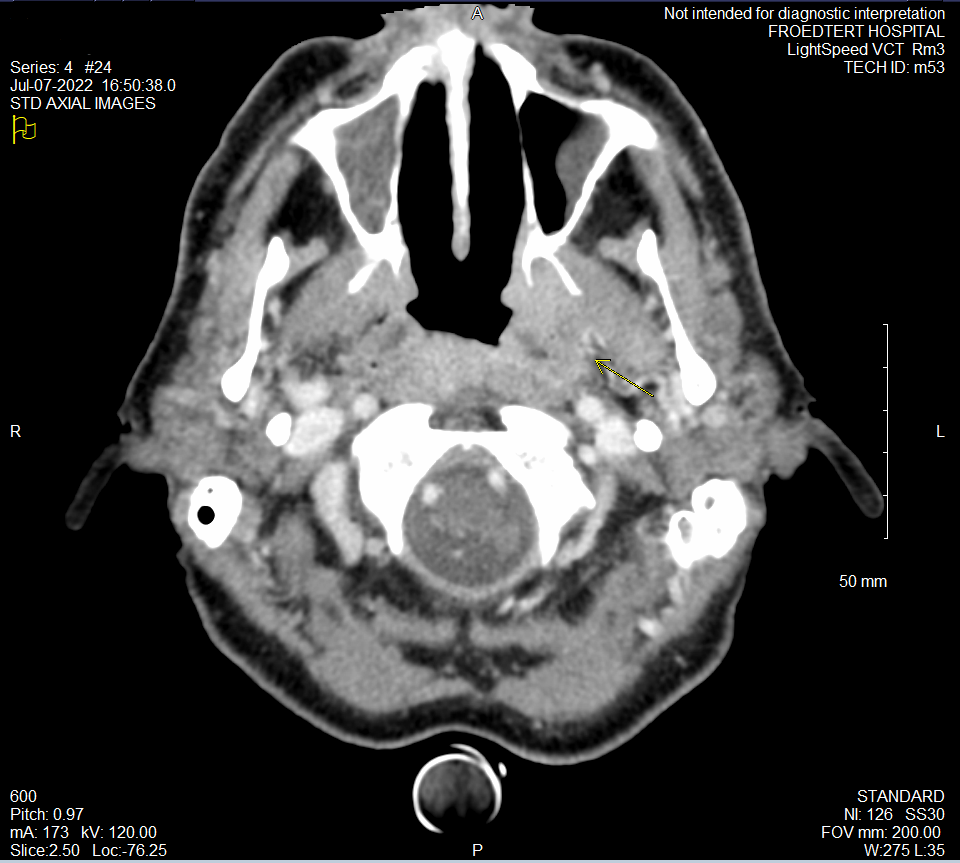 A
Not intended for diagnostic interpretation
FROEDTERT HOSPITAL
LightSpeed VCT Rm3
TECH ID: m53
Series: 4 #24
Jul-07-2022 16:50:38.0
STD AXIAL IMAGES
R
L
50 mm
600
Pitch: 0.97
mA: 173 kV: 120.00
Slice:2.50 Loc:-76.25
P
STANDARD
NI: 126 SS30
FOV mm: 200.00
W:275 L:35